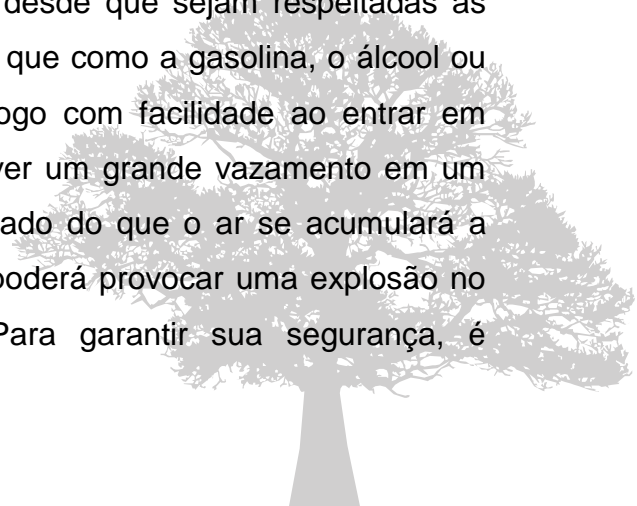 desde que sejam respeitadas as
que como a gasolina, o álcool ou
ogo com facilidade ao entrar em
ver um grande vazamento em um
ado do que o ar se acumulará a
poderá provocar uma explosão no
Para garantir sua segurança, é